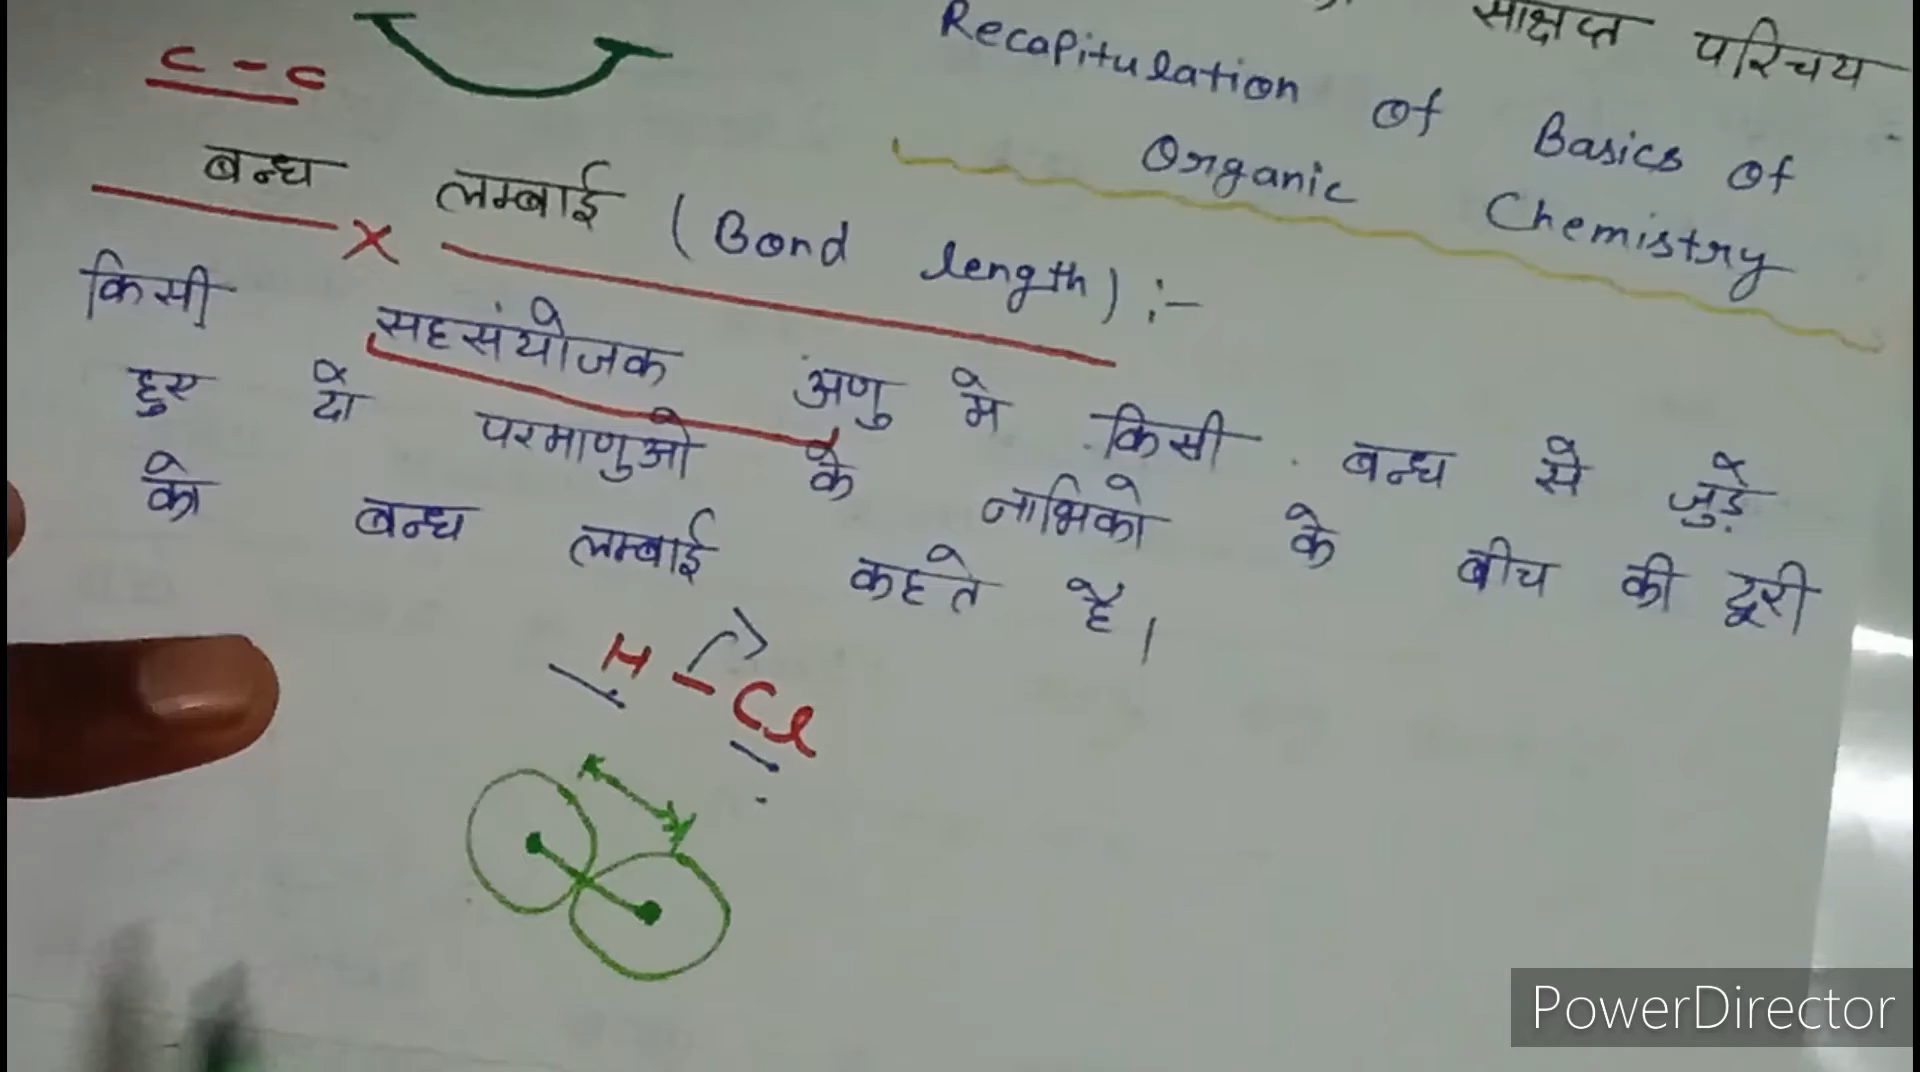 संक्षिप्त परिचय
Recapitulation of Basics of
Organic Chemistry
C - C
बन्ध लम्बाई (Bond length) :-
किसी सहसंयोजक अणु मे किसी बन्ध से जुड़े
हुए दो परमाणुओ के नाभिको के बीच की दूरी
को बन्ध लम्बाई कहते है।
H - Cl
PowerDirector